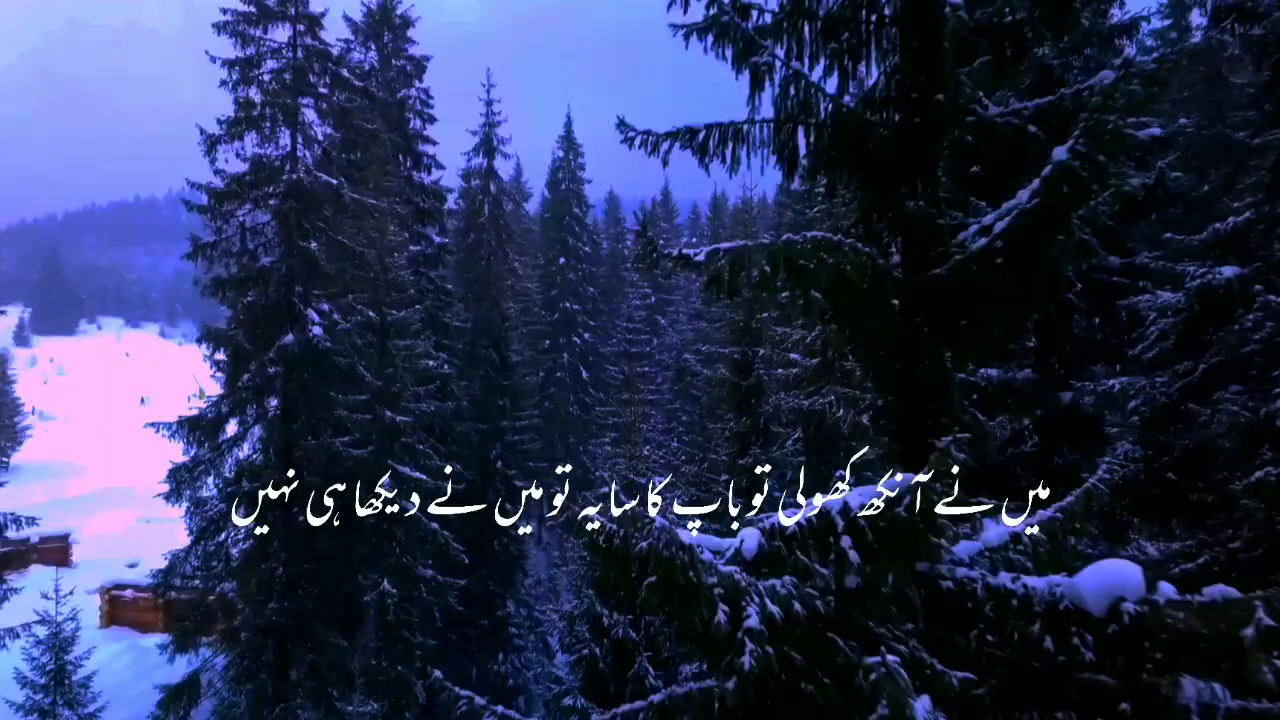 میں نے آنکھ کھولی تو باپ کا سایہ تو میں نے دیکھا ہی نہیں